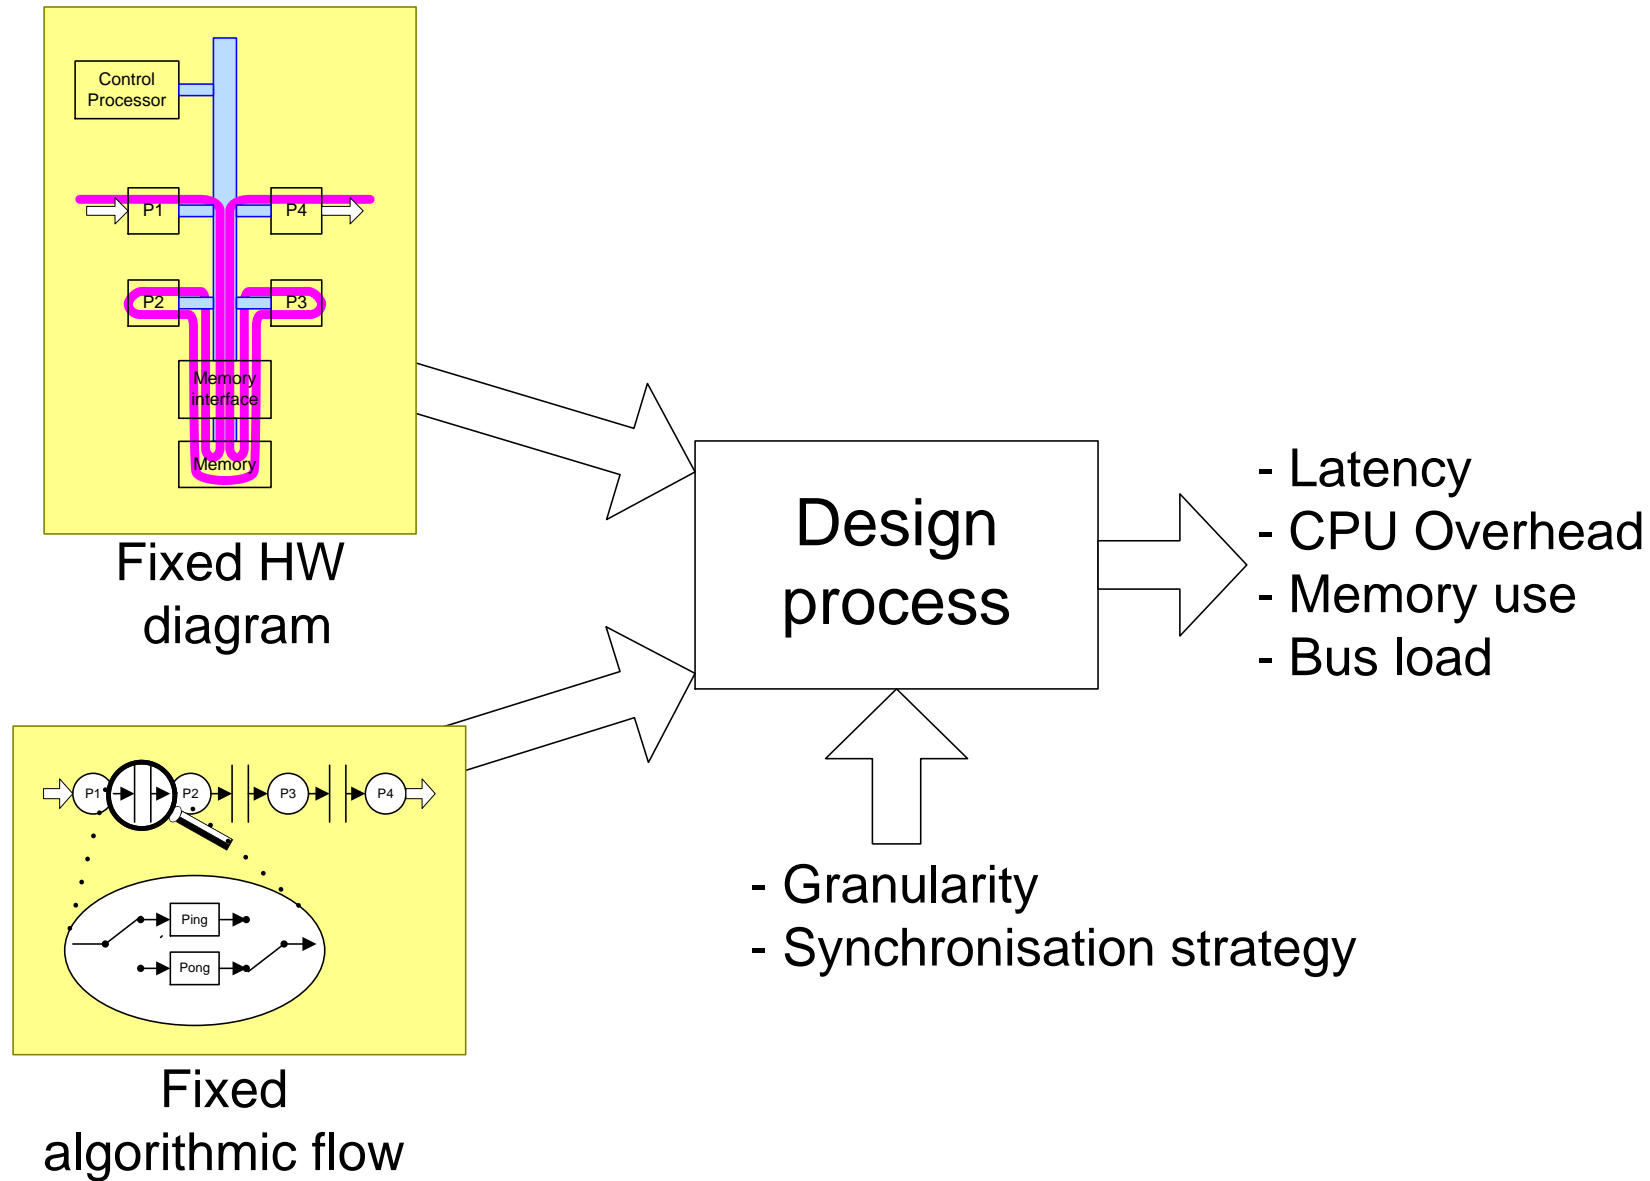 Control
Processor
P1
P4
P2
P3
Memory
interface
Memory
Fixed HW
diagram
Design
process
- Latency
- CPU Overhead
- Memory use
- Bus load
P1
P2
P3
P4
Ping
Pong
- Granularity
- Synchronisation strategy
Fixed
algorithmic flow